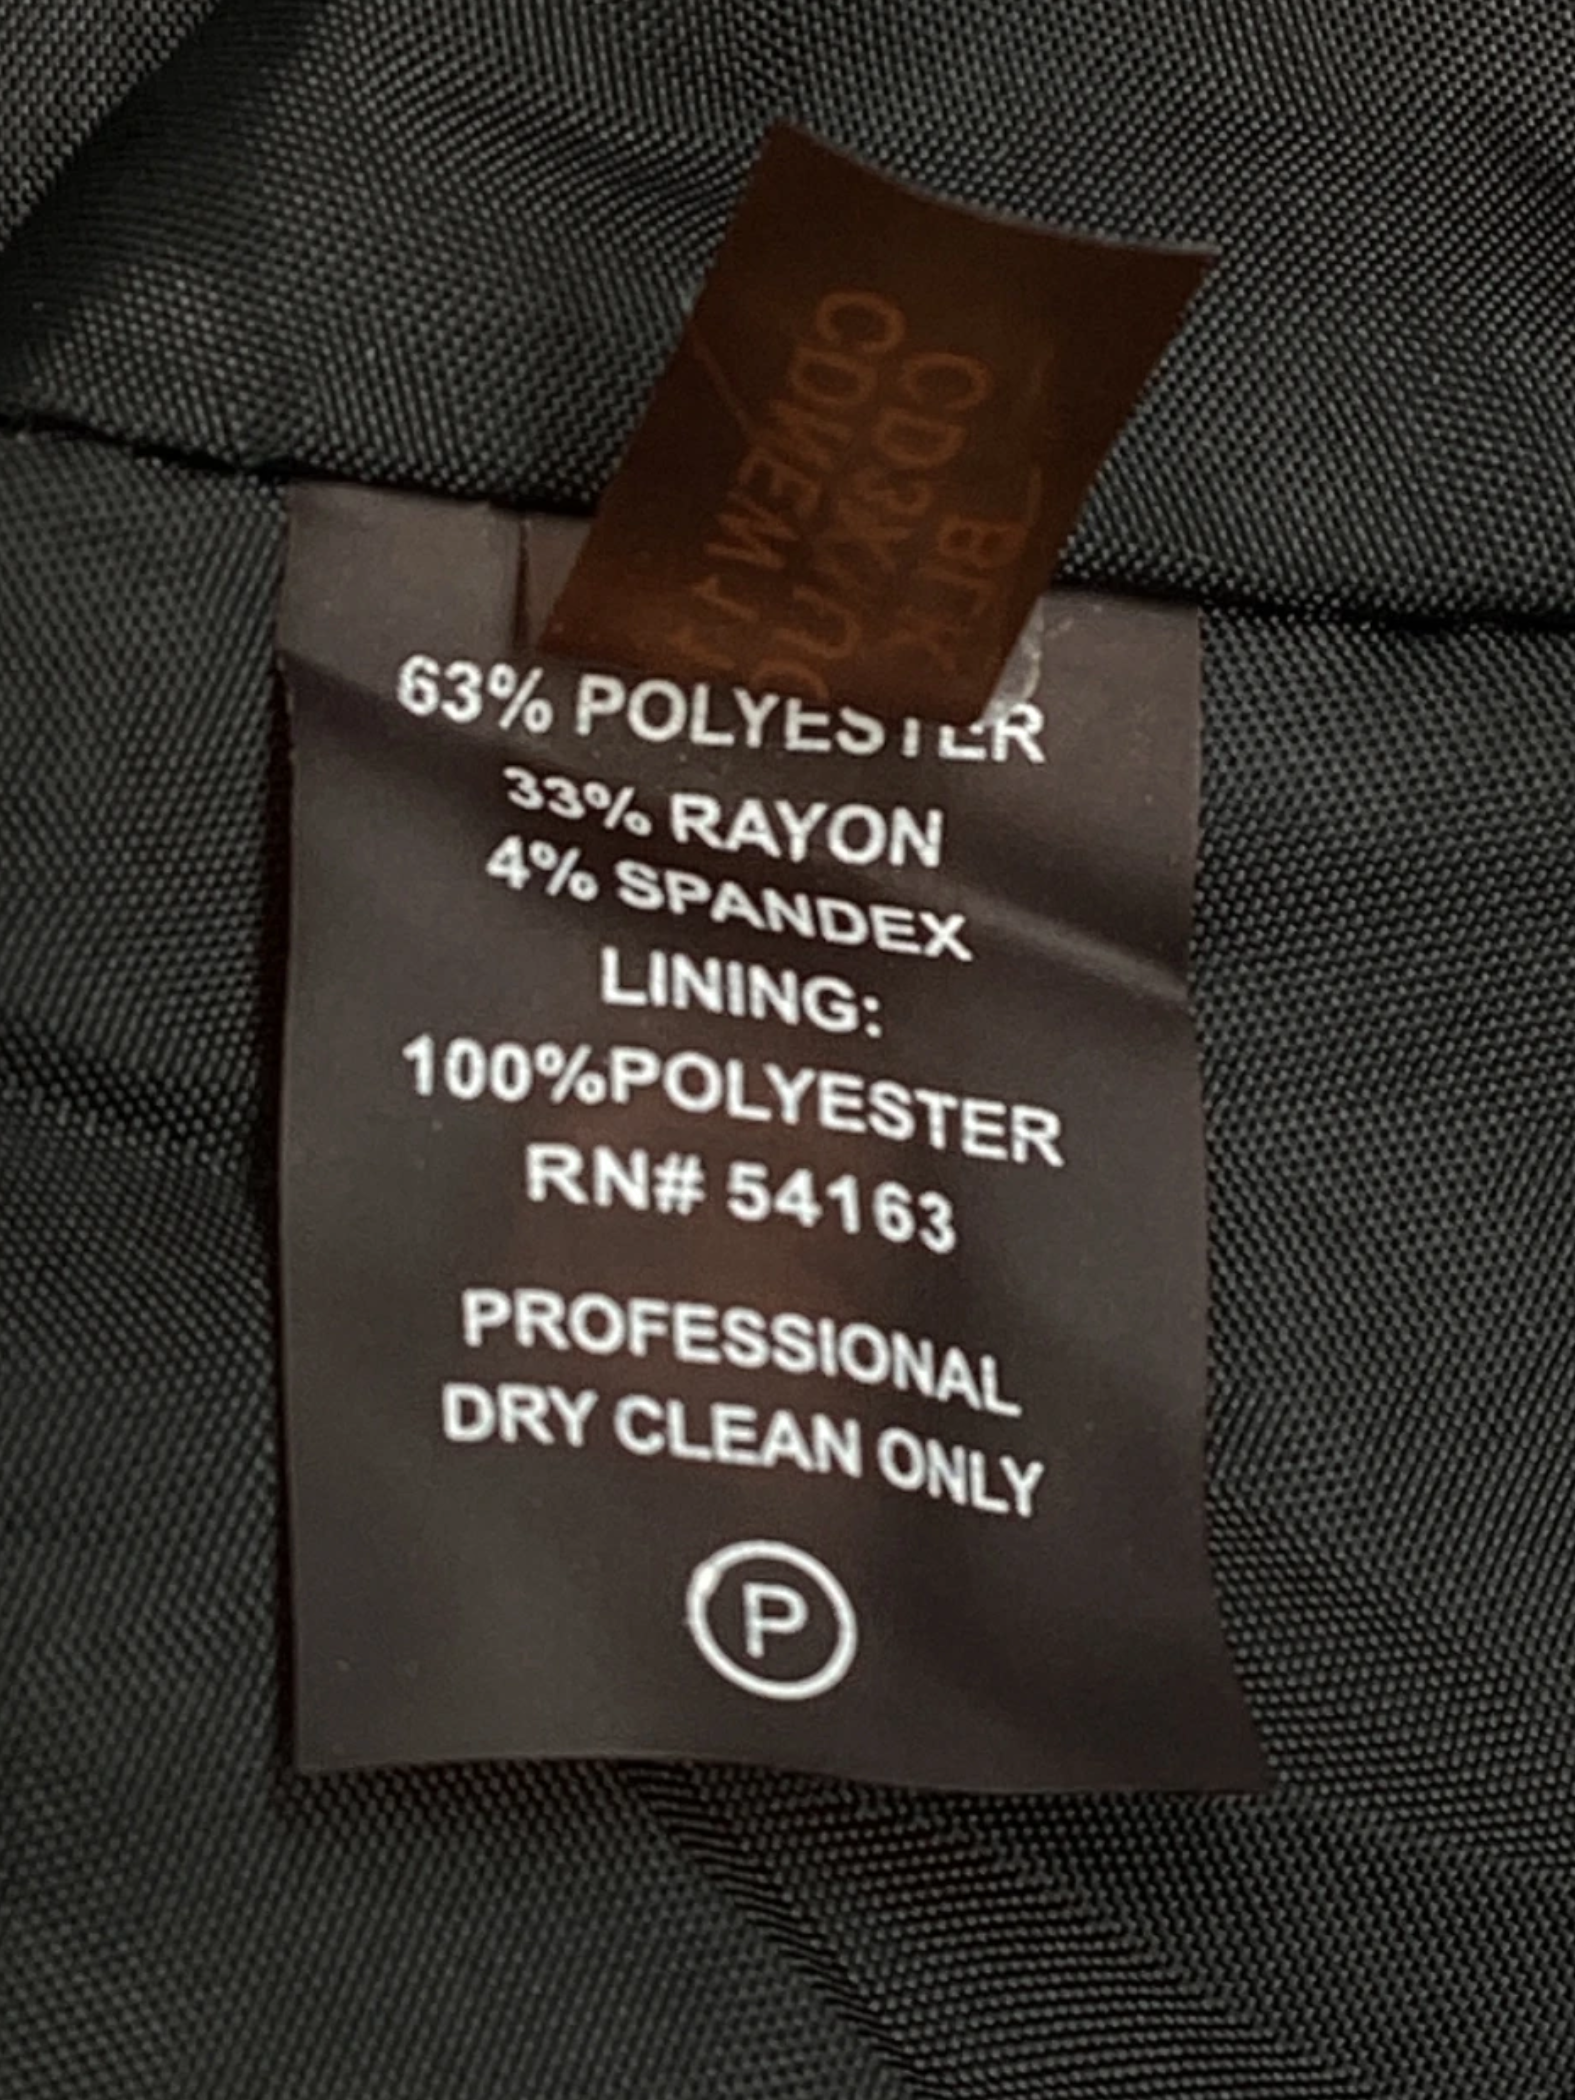 63% POLYESTER
33% RAYON
4% SPANDEX
LINING:
100%POLYESTER
RN# 54163
PROFESSIONAL
DRY CLEAN ONLY
P